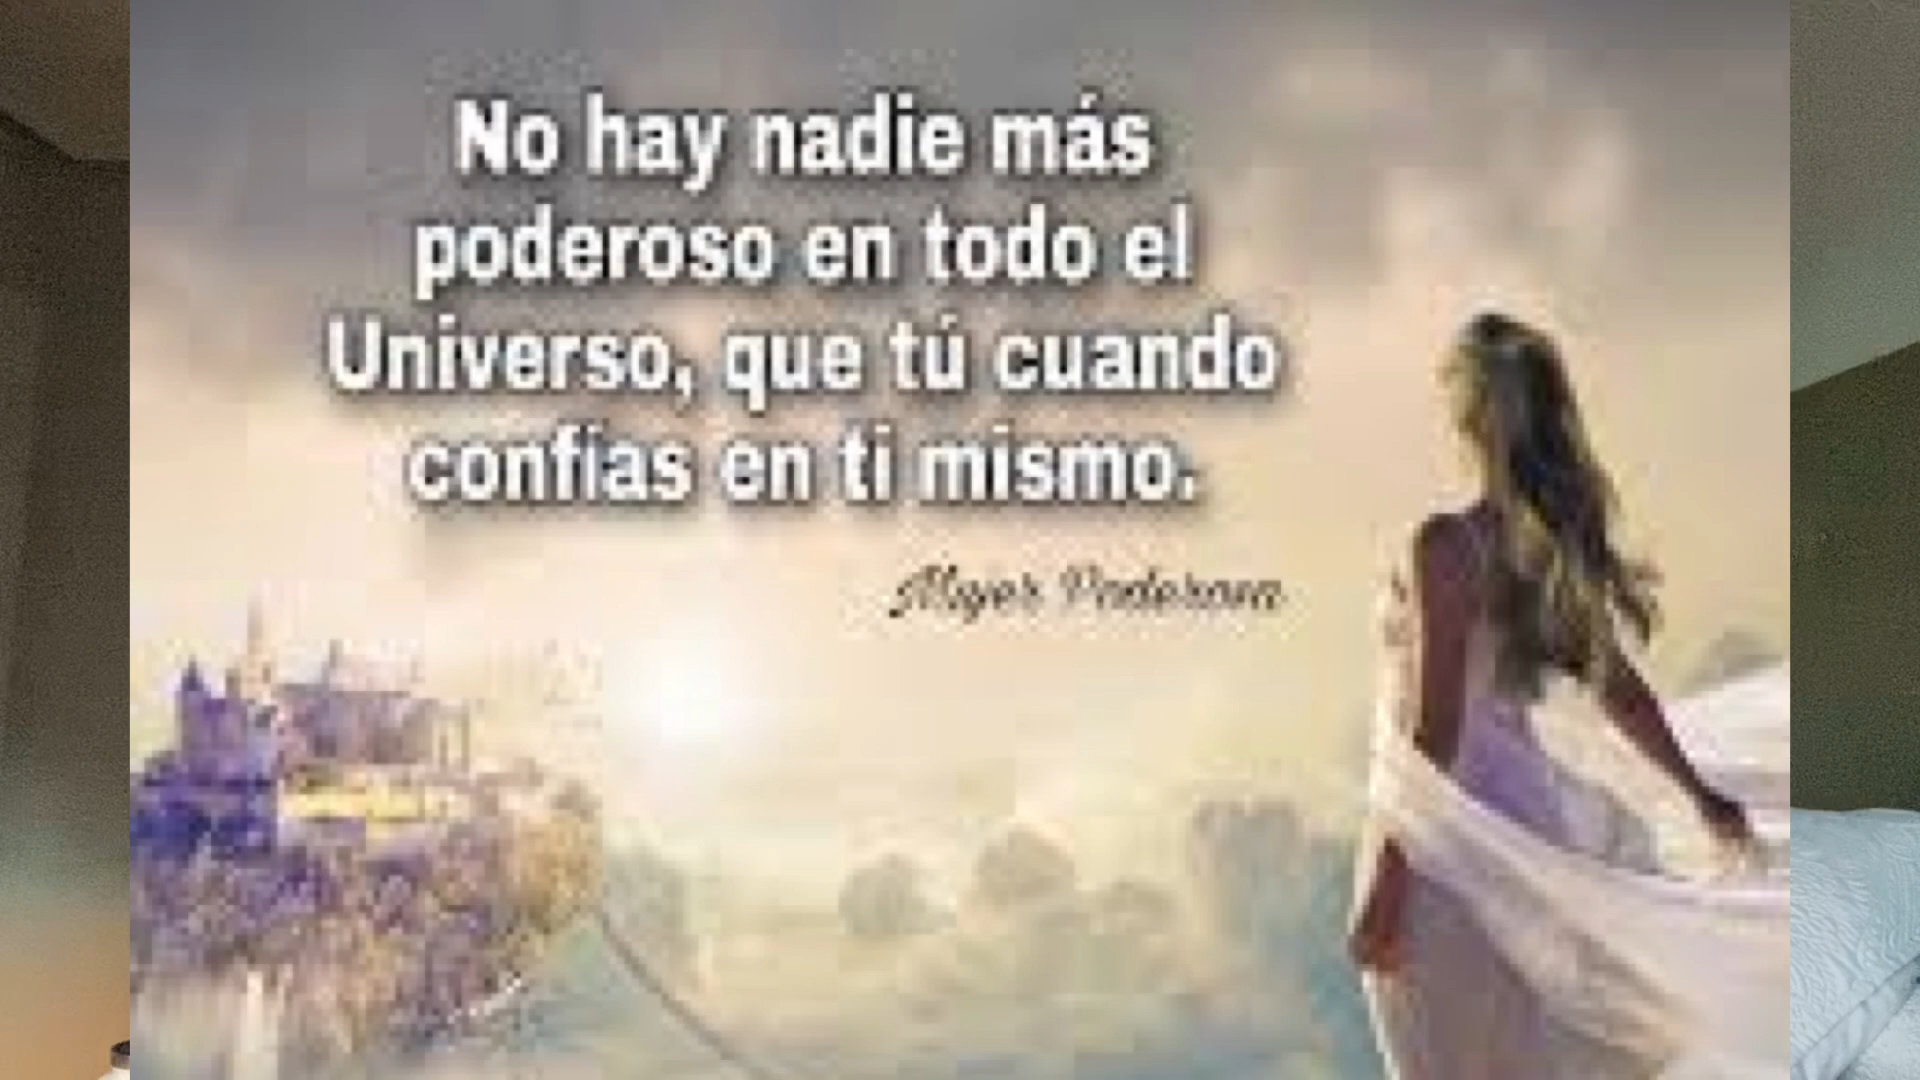 No hay nadie más
poderoso en todo el
Universo, que tú cuando
confías en ti mismo.
Mujer Poderosa